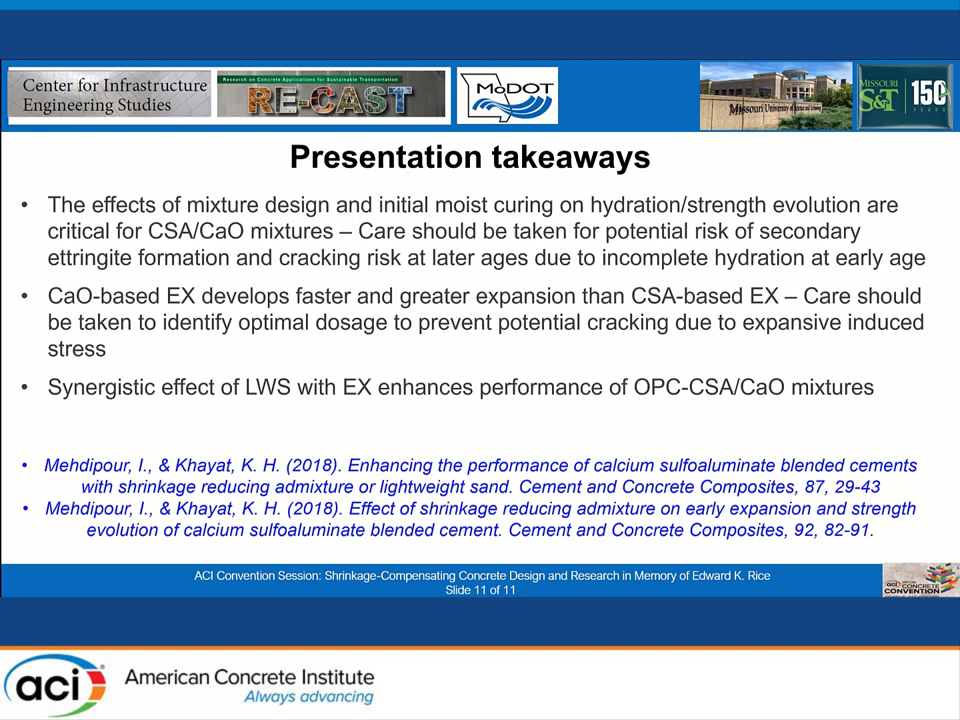 Center for Infrastructure
Engineering Studies
Research on Concrete Applications for Sustainable Transportation
RE-CAST
MoDOT
Missouri University of Science and Technology
MISSOURI
S&T
150
YEARS
Presentation takeaways
• The effects of mixture design and initial moist curing on hydration/strength evolution are
critical for CSA/CaO mixtures – Care should be taken for potential risk of secondary
ettringite formation and cracking risk at later ages due to incomplete hydration at early age
• CaO-based EX develops faster and greater expansion than CSA-based EX – Care should
be taken to identify optimal dosage to prevent potential cracking due to expansive induced
stress
• Synergistic effect of LWS with EX enhances performance of OPC-CSA/CaO mixtures
• Mehdipour, I., & Khayat, K. H. (2018). Enhancing the performance of calcium sulfoaluminate blended cements
with shrinkage reducing admixture or lightweight sand. Cement and Concrete Composites, 87, 29-43
• Mehdipour, I., & Khayat, K. H. (2018). Effect of shrinkage reducing admixture on early expansion and strength
evolution of calcium sulfoaluminate blended cement. Cement and Concrete Composites, 92, 82-91.
ACI Convention Session: Shrinkage-Compensating Concrete Design and Research in Memory of Edward K. Rice
Slide 11 of 11
aci
CONCRETE
CONVENTION
aci
American Concrete Institute
Always advancing